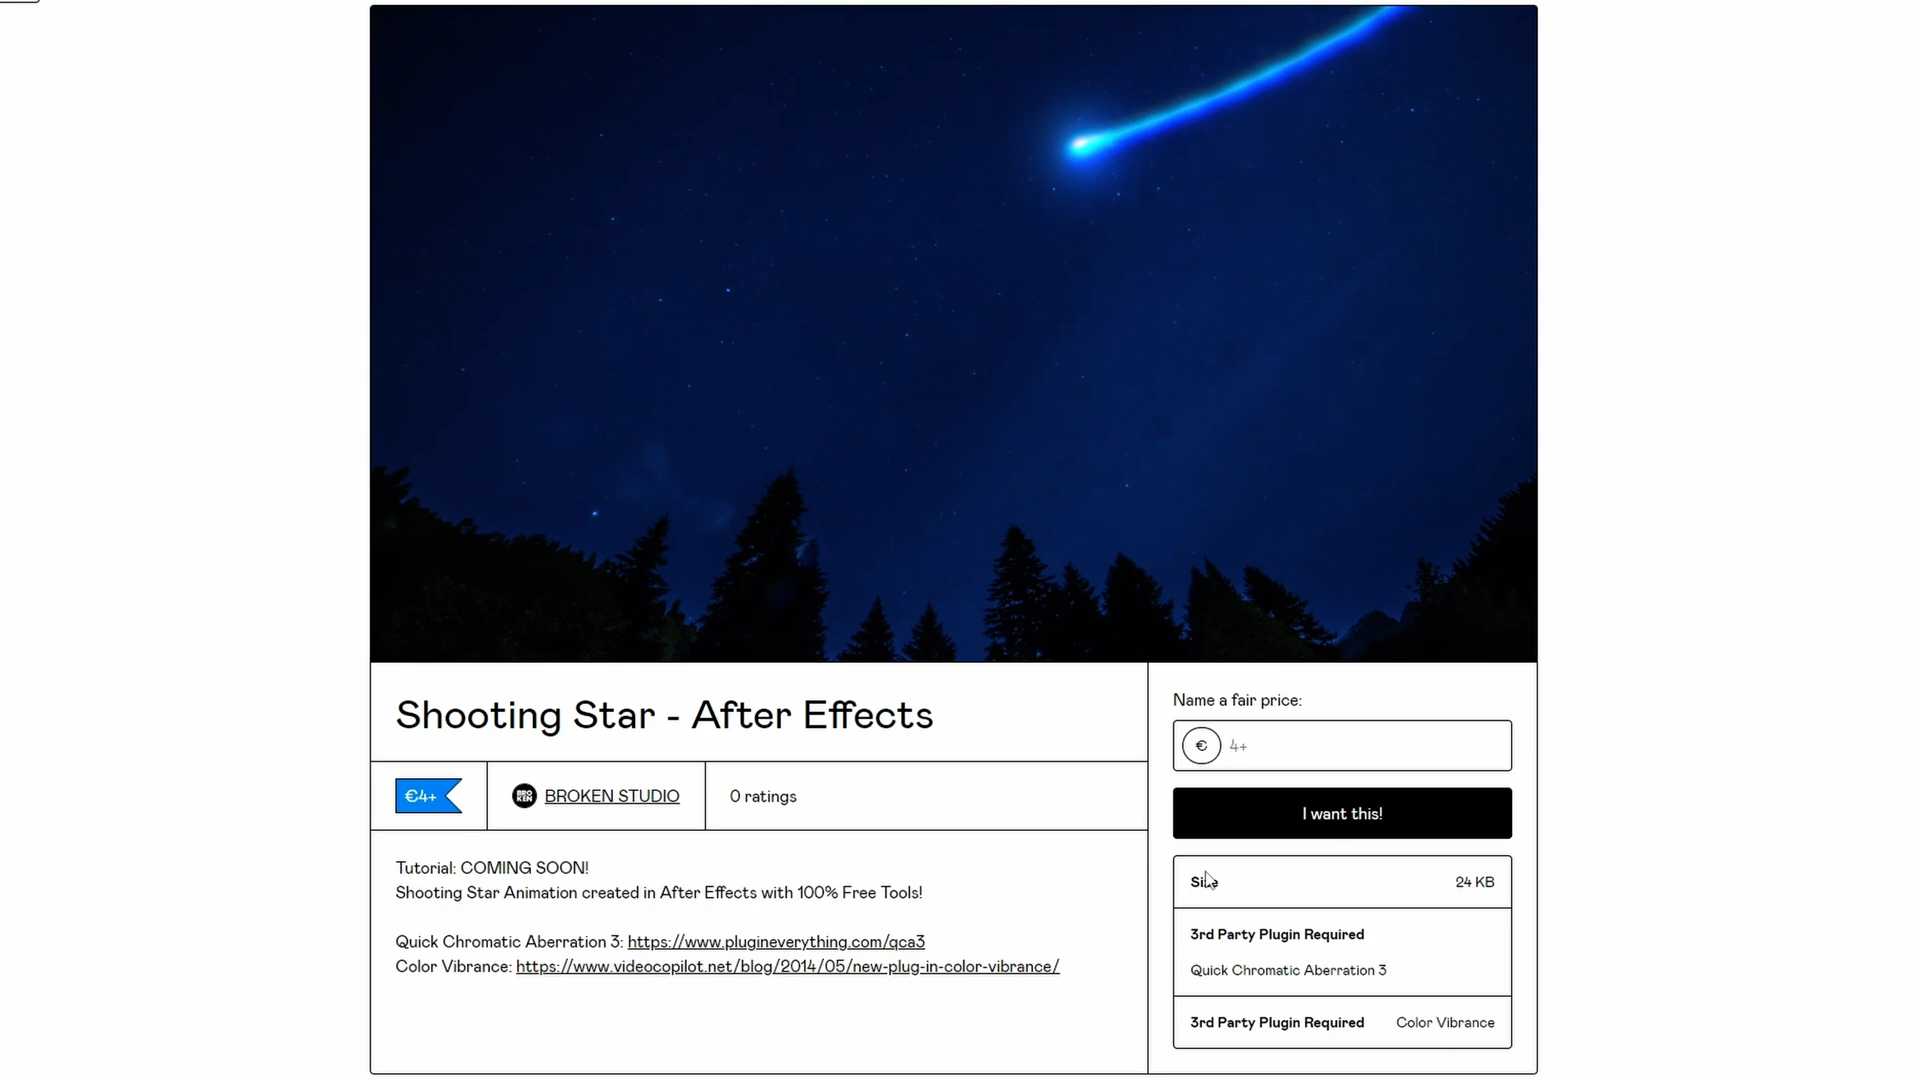 Shooting Star - After Effects
€4+
BROKEN STUDIO
0 ratings
Tutorial: COMING SOON!
Shooting Star Animation created in After Effects with 100% Free Tools!
Quick Chromatic Aberration 3: https://www.plugineverything.com/qca3
Color Vibrance: https://www.videocopilot.net/blog/2014/05/new-plug-in-color-vibrance/
Name a fair price:
€ 4+
I want this!
Size 24 KB
3rd Party Plugin Required
Quick Chromatic Aberration 3
3rd Party Plugin Required Color Vibrance